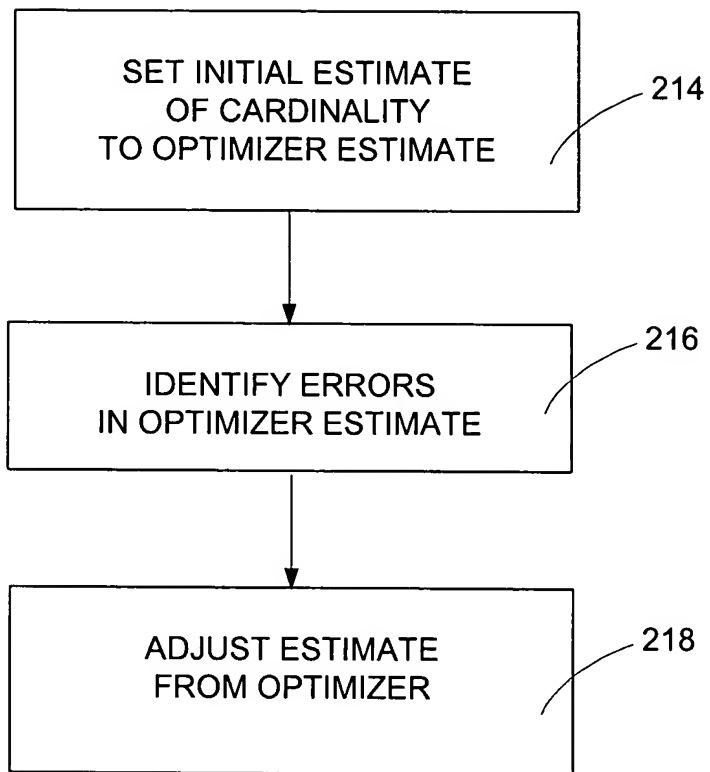 SET INITIAL ESTIMATE
OF CARDINALITY
TO OPTIMIZER ESTIMATE
214
IDENTIFY ERRORS
IN OPTIMIZER ESTIMATE
216
ADJUST ESTIMATE
FROM OPTIMIZER
218